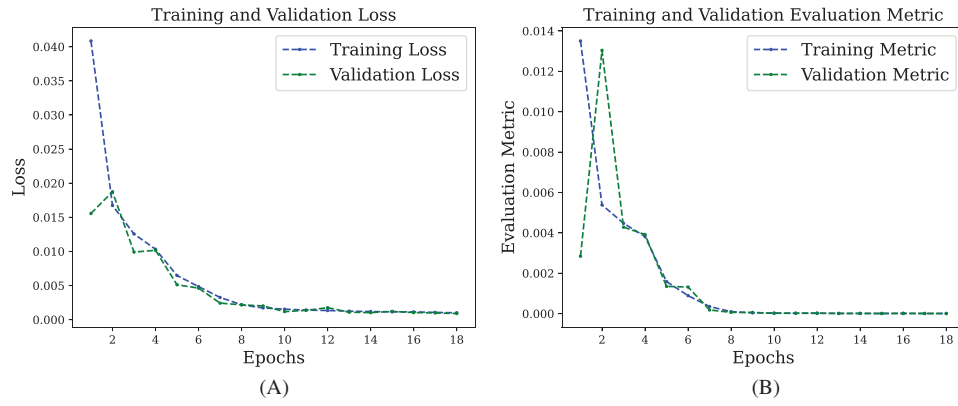 Training and Validation Loss
0.040
0.035
0.030
0.025
0.020
0.015
0.010
0.005
0.000
Loss
Training Loss
Validation Loss
2 4 6 8 10 12 14 16 18
Epochs
(A)
Training and Validation Evaluation Metric
0.014
0.012
0.010
0.008
0.006
0.004
0.002
0.000
Evaluation Metric
Training Metric
Validation Metric
2 4 6 8 10 12 14 16 18
Epochs
(B)